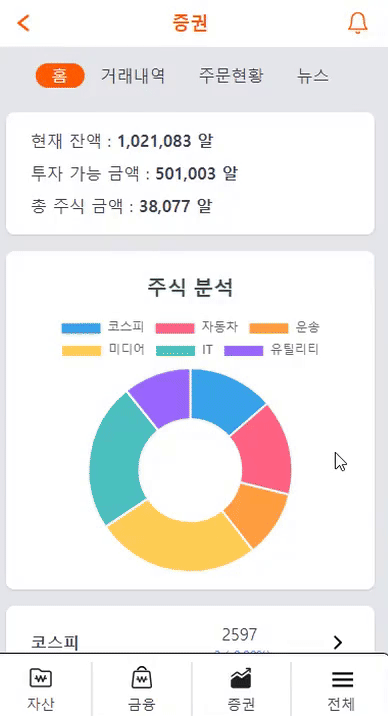 증권
홈 거래내역 주문현황 뉴스
현재 잔액 : 1,021,083 알
투자 가능 금액 : 501,003 알
총 주식 금액 : 38,077 알
주식 분석
코스피 자동차 운송
미디어 IT 유틸리티
코스피 2597
자산 금융 증권 전체